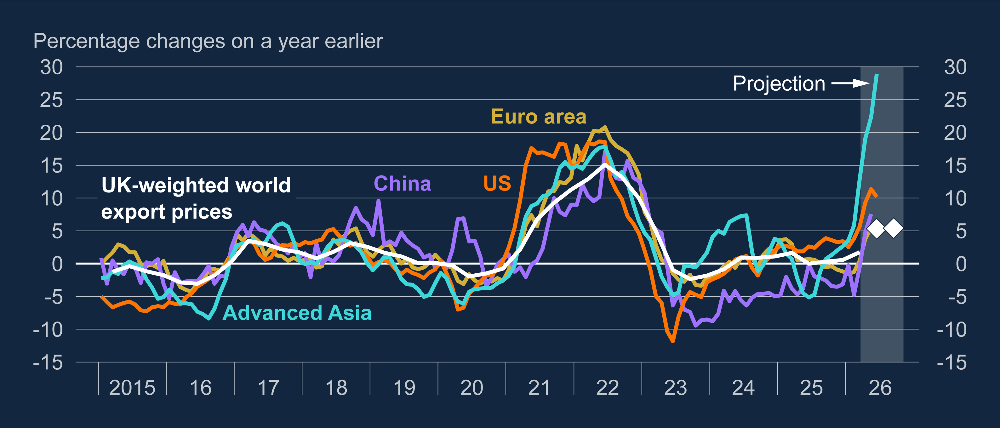 Percentage changes on a year earlier
30 30
Projection
25 25
Euro area
20 20
15 15
UK-weighted world
China
US
10 10
export prices
5 5
0 0
-5 -5
Advanced Asia
-10 -10
-15 -15
2015 16 17 18 19 20 21 22 23 24 25 26